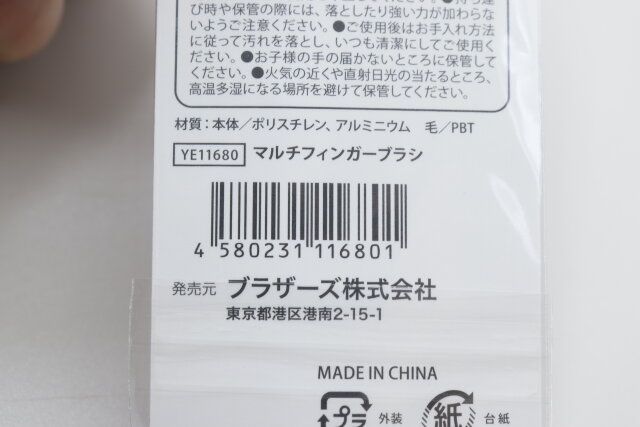 び時や保管の際には、落としたり強い力が加わらな
いようご注意ください。●ご使用後はお手入れ方法
に従って汚れを落とし、いつも清潔にしてご使用く
ださい。●お子様の手の届かないところに保管して
ください。●火気の近くや直射日光の当たるところ、
高温多湿になる場所を避けて保管してください。
材質：本体／ポリスチレン、アルミニウム 毛／PBT
YE11680 マルチフィンガーブラシ
4 580231 116801
発売元 ブラザーズ株式会社
東京都港区港南2-15-1
MADE IN CHINA
プラ 外装 紙 台紙